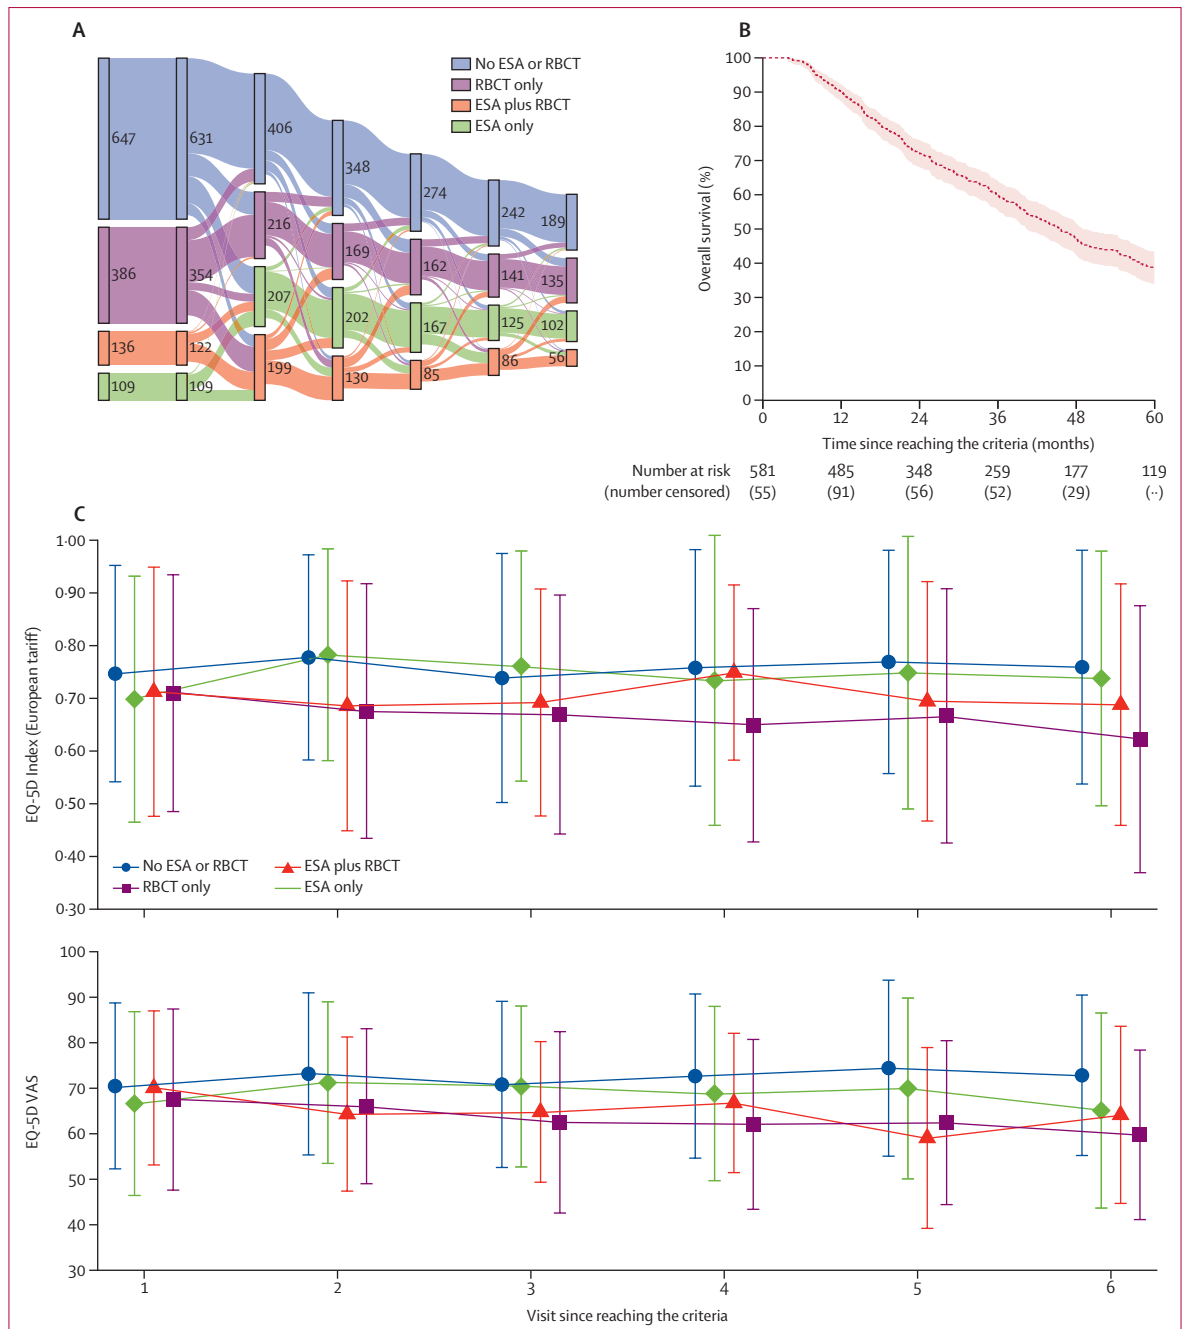 A
No ESA or RBCT
RBCT only
ESA plus RBCT
ESA only
647 631 406 348 274 242 189
386 354 216 169 162 141 135
136 122 207 202 167 125 102
109 109 199 130 85 86 56
B
Overall survival (%)
100
90
80
70
60
50
40
30
20
10
0
0 12 24 36 48 60
Time since reaching the criteria (months)
Number at risk 581 485 348 259 177 119
(number censored) (55) (91) (56) (52) (29) (··)
C
EQ-5D Index (European tariff)
1·00
0·90
0·80
0·70
0·60
0·50
0·40
0·30
No ESA or RBCT
RBCT only
ESA plus RBCT
ESA only
EQ-5D VAS
100
90
80
70
60
50
40
30
1 2 3 4 5 6
Visit since reaching the criteria